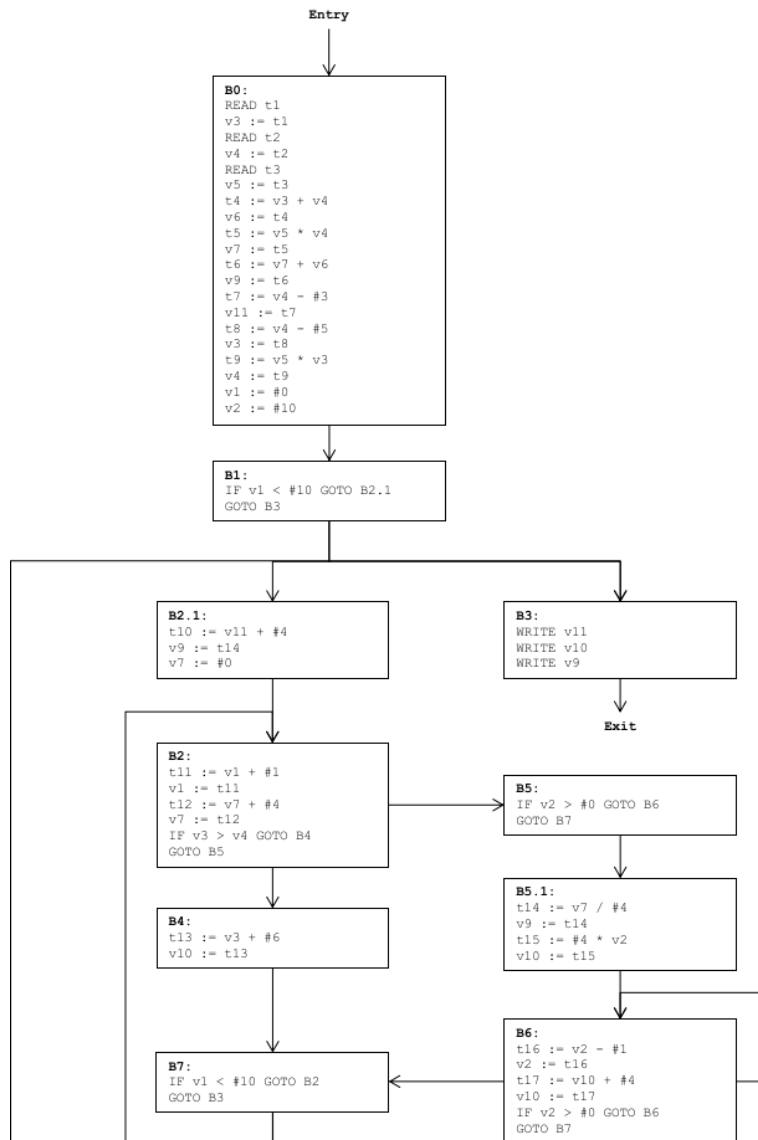 Entry
B0:
READ t1
v3 := t1
READ t2
v4 := t2
READ t3
v5 := t3
t4 := v3 + v4
v6 := t4
t5 := v5 * v4
v7 := t5
t6 := v7 + v6
v9 := t6
t7 := v4 - #3
v11 := t7
t8 := v4 - #5
v3 := t8
t9 := v5 * v3
v4 := t9
v1 := #0
v2 := #10
B1:
IF v1 < #10 GOTO B2.1
GOTO B3
B2.1:
t10 := v11 + #4
v9 := t14
v7 := #0
B3:
WRITE v11
WRITE v10
WRITE v9
Exit
B2:
t11 := v1 + #1
v1 := t11
t12 := v7 + #4
v7 := t12
IF v3 > v4 GOTO B4
GOTO B5
B5:
IF v2 > #0 GOTO B6
GOTO B7
B5.1:
t14 := v7 / #4
v9 := t14
t15 := #4 * v2
v10 := t15
B4:
t13 := v3 + #6
v10 := t13
B6:
t16 := v2 - #1
v2 := t16
t17 := v10 + #4
v10 := t17
IF v2 > #0 GOTO B6
GOTO B7
B7:
IF v1 < #10 GOTO B2
GOTO B3